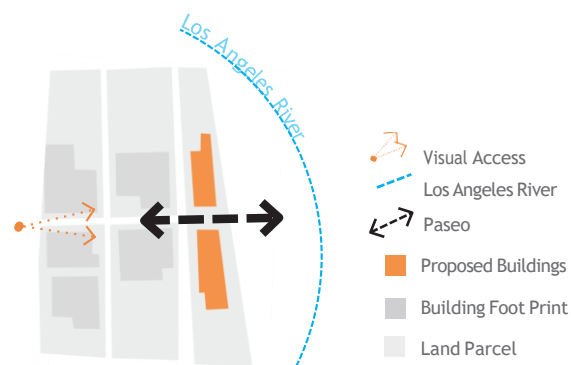 Los Angeles River
Visual Access
Los Angeles River
Paseo
Proposed Buildings
Building Foot Print
Land Parcel